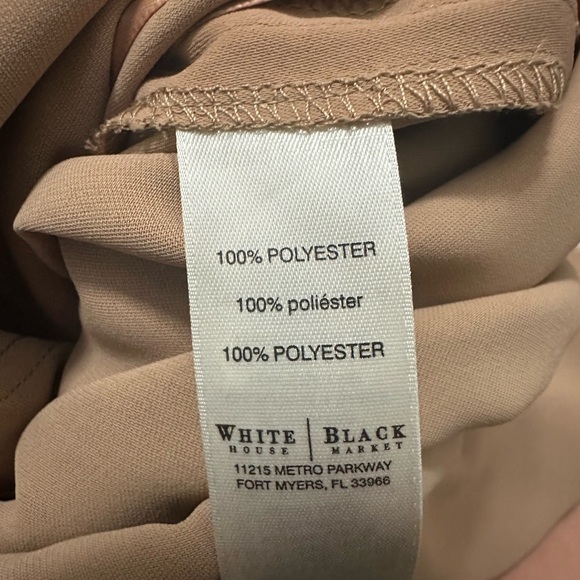 100% POLYESTER
100% poliéster
100% POLYESTER
WHITE HOUSE | BLACK MARKET
11215 METRO PARKWAY
FORT MYERS, FL 33966